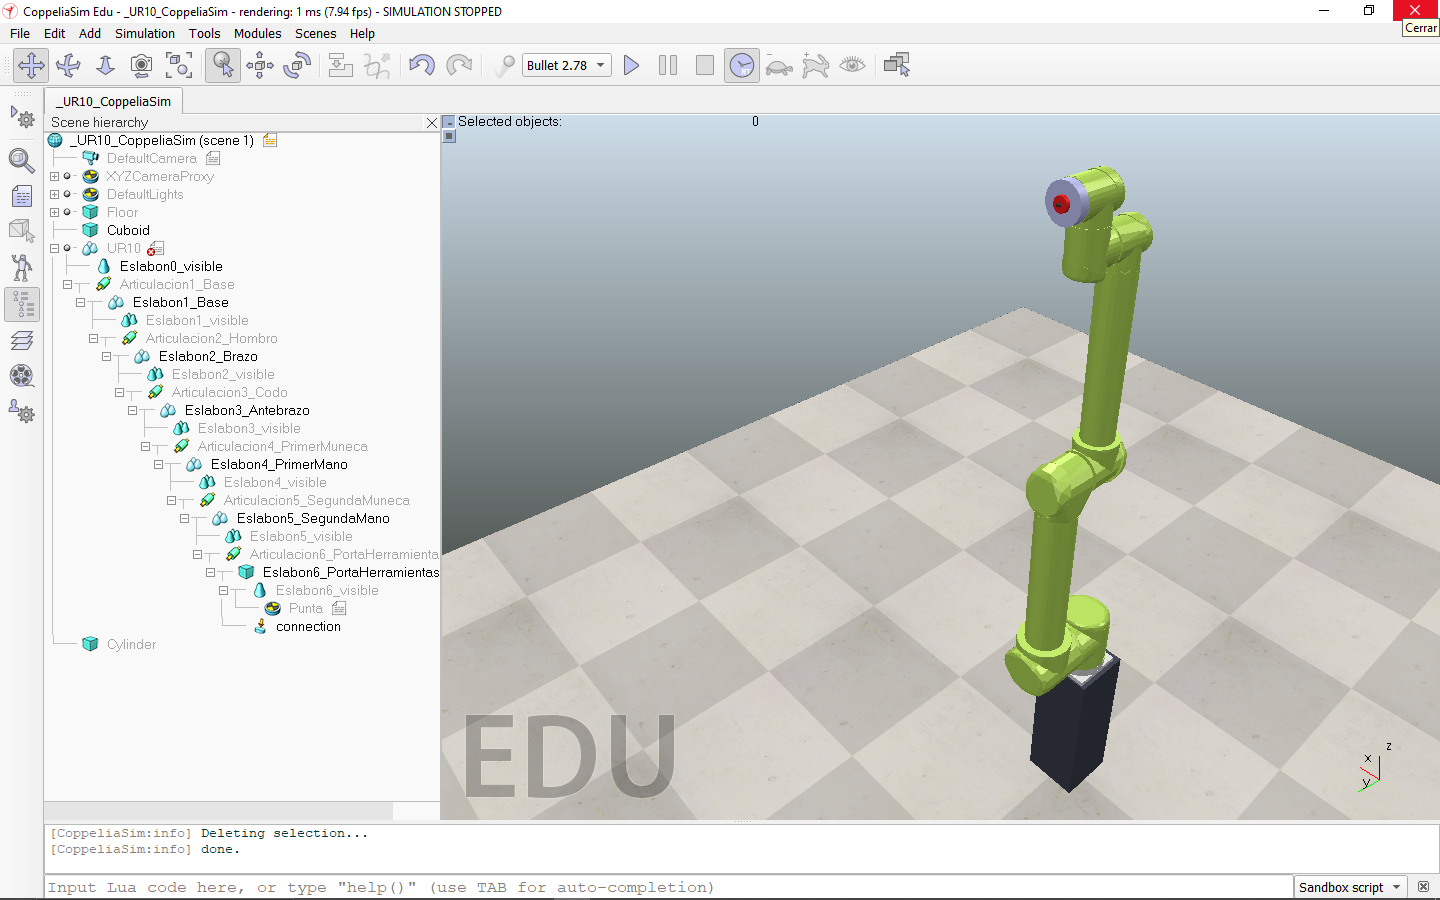 CoppeliaSim Edu - _UR10_CoppeliaSim - rendering: 1 ms (7.94 fps) - SIMULATION STOPPED
Cerrar
File Edit Add Simulation Tools Modules Scenes Help
Bullet 2.78
_UR10_CoppeliaSim
Scene hierarchy
Selected objects: 0
_UR10_CoppeliaSim (scene 1)
DefaultCamera
XYZCameraProxy
DefaultLights
Floor
Cuboid
UR10
Eslabon0_visible
Articulacion1_Base
Eslabon1_Base
Eslabon1_visible
Articulacion2_Hombro
Eslabon2_Brazo
Eslabon2_visible
Articulacion3_Codo
Eslabon3_Antebrazo
Eslabon3_visible
Articulacion4_PrimerMuneca
Eslabon4_PrimerMano
Eslabon4_visible
Articulacion5_SegundaMuneca
Eslabon5_SegundaMano
Eslabon5_visible
Articulacion6_PortaHerramienta
Eslabon6_PortaHerramientas
Eslabon6_visible
Punta
connection
Cylinder
EDU
z
x
y
[CoppeliaSim:info] Deleting selection...
[CoppeliaSim:info] done.
Input Lua code here, or type "help()" (use TAB for auto-completion)
Sandbox script